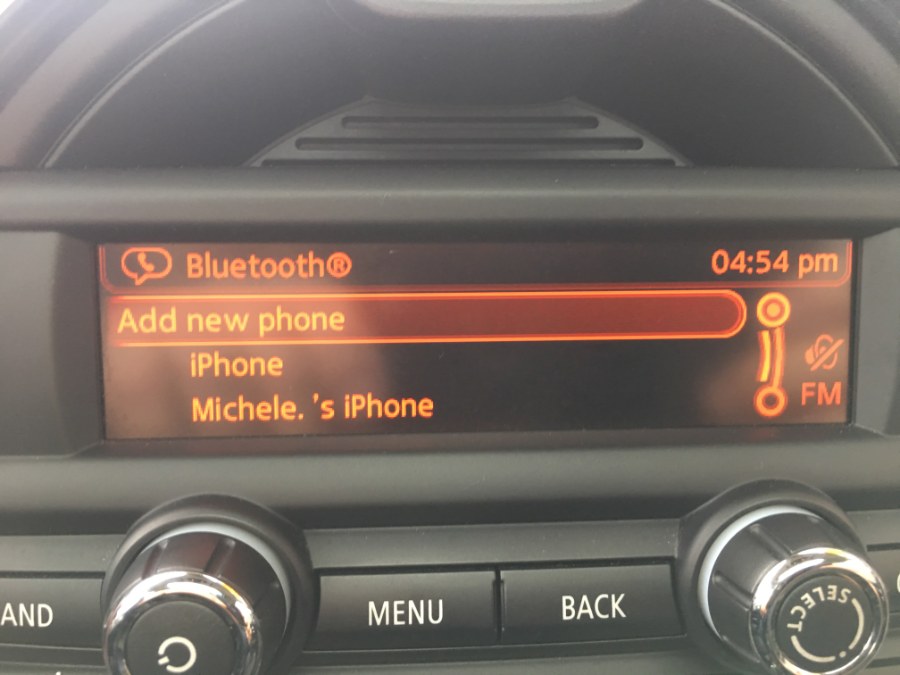 Bluetooth® 04:54 pm
Add new phone
iPhone
Michele. 's iPhone
FM
AND MENU BACK SELECT